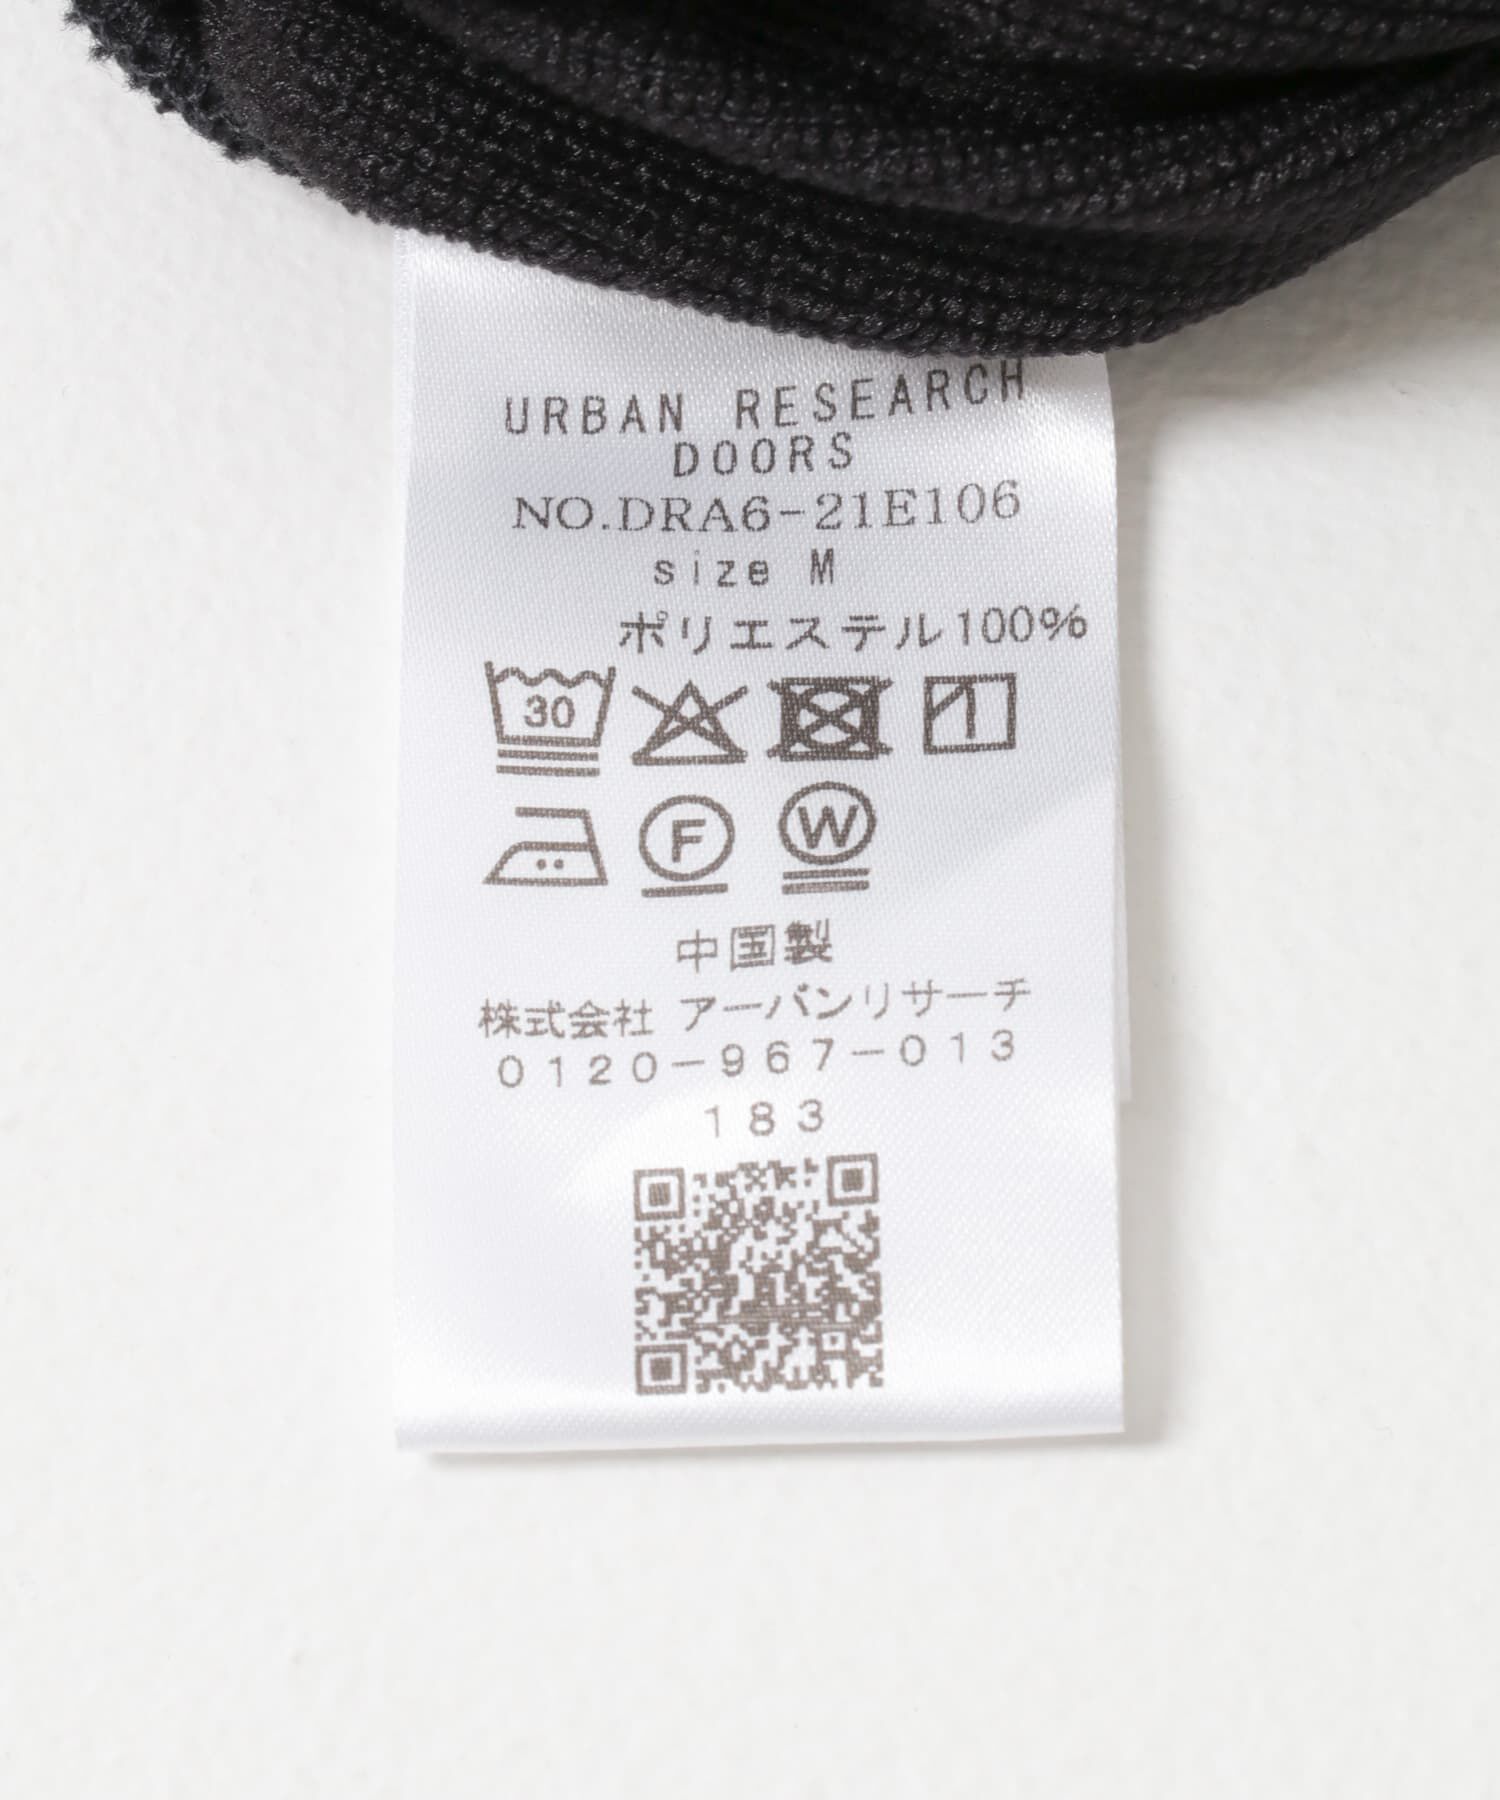 URBAN RESEARCH
DOORS
NO.DRA6-21E106
size M
ポリエステル100%
30
F W
中国製
株式会社 アーバンリサーチ
0120-967-013
183